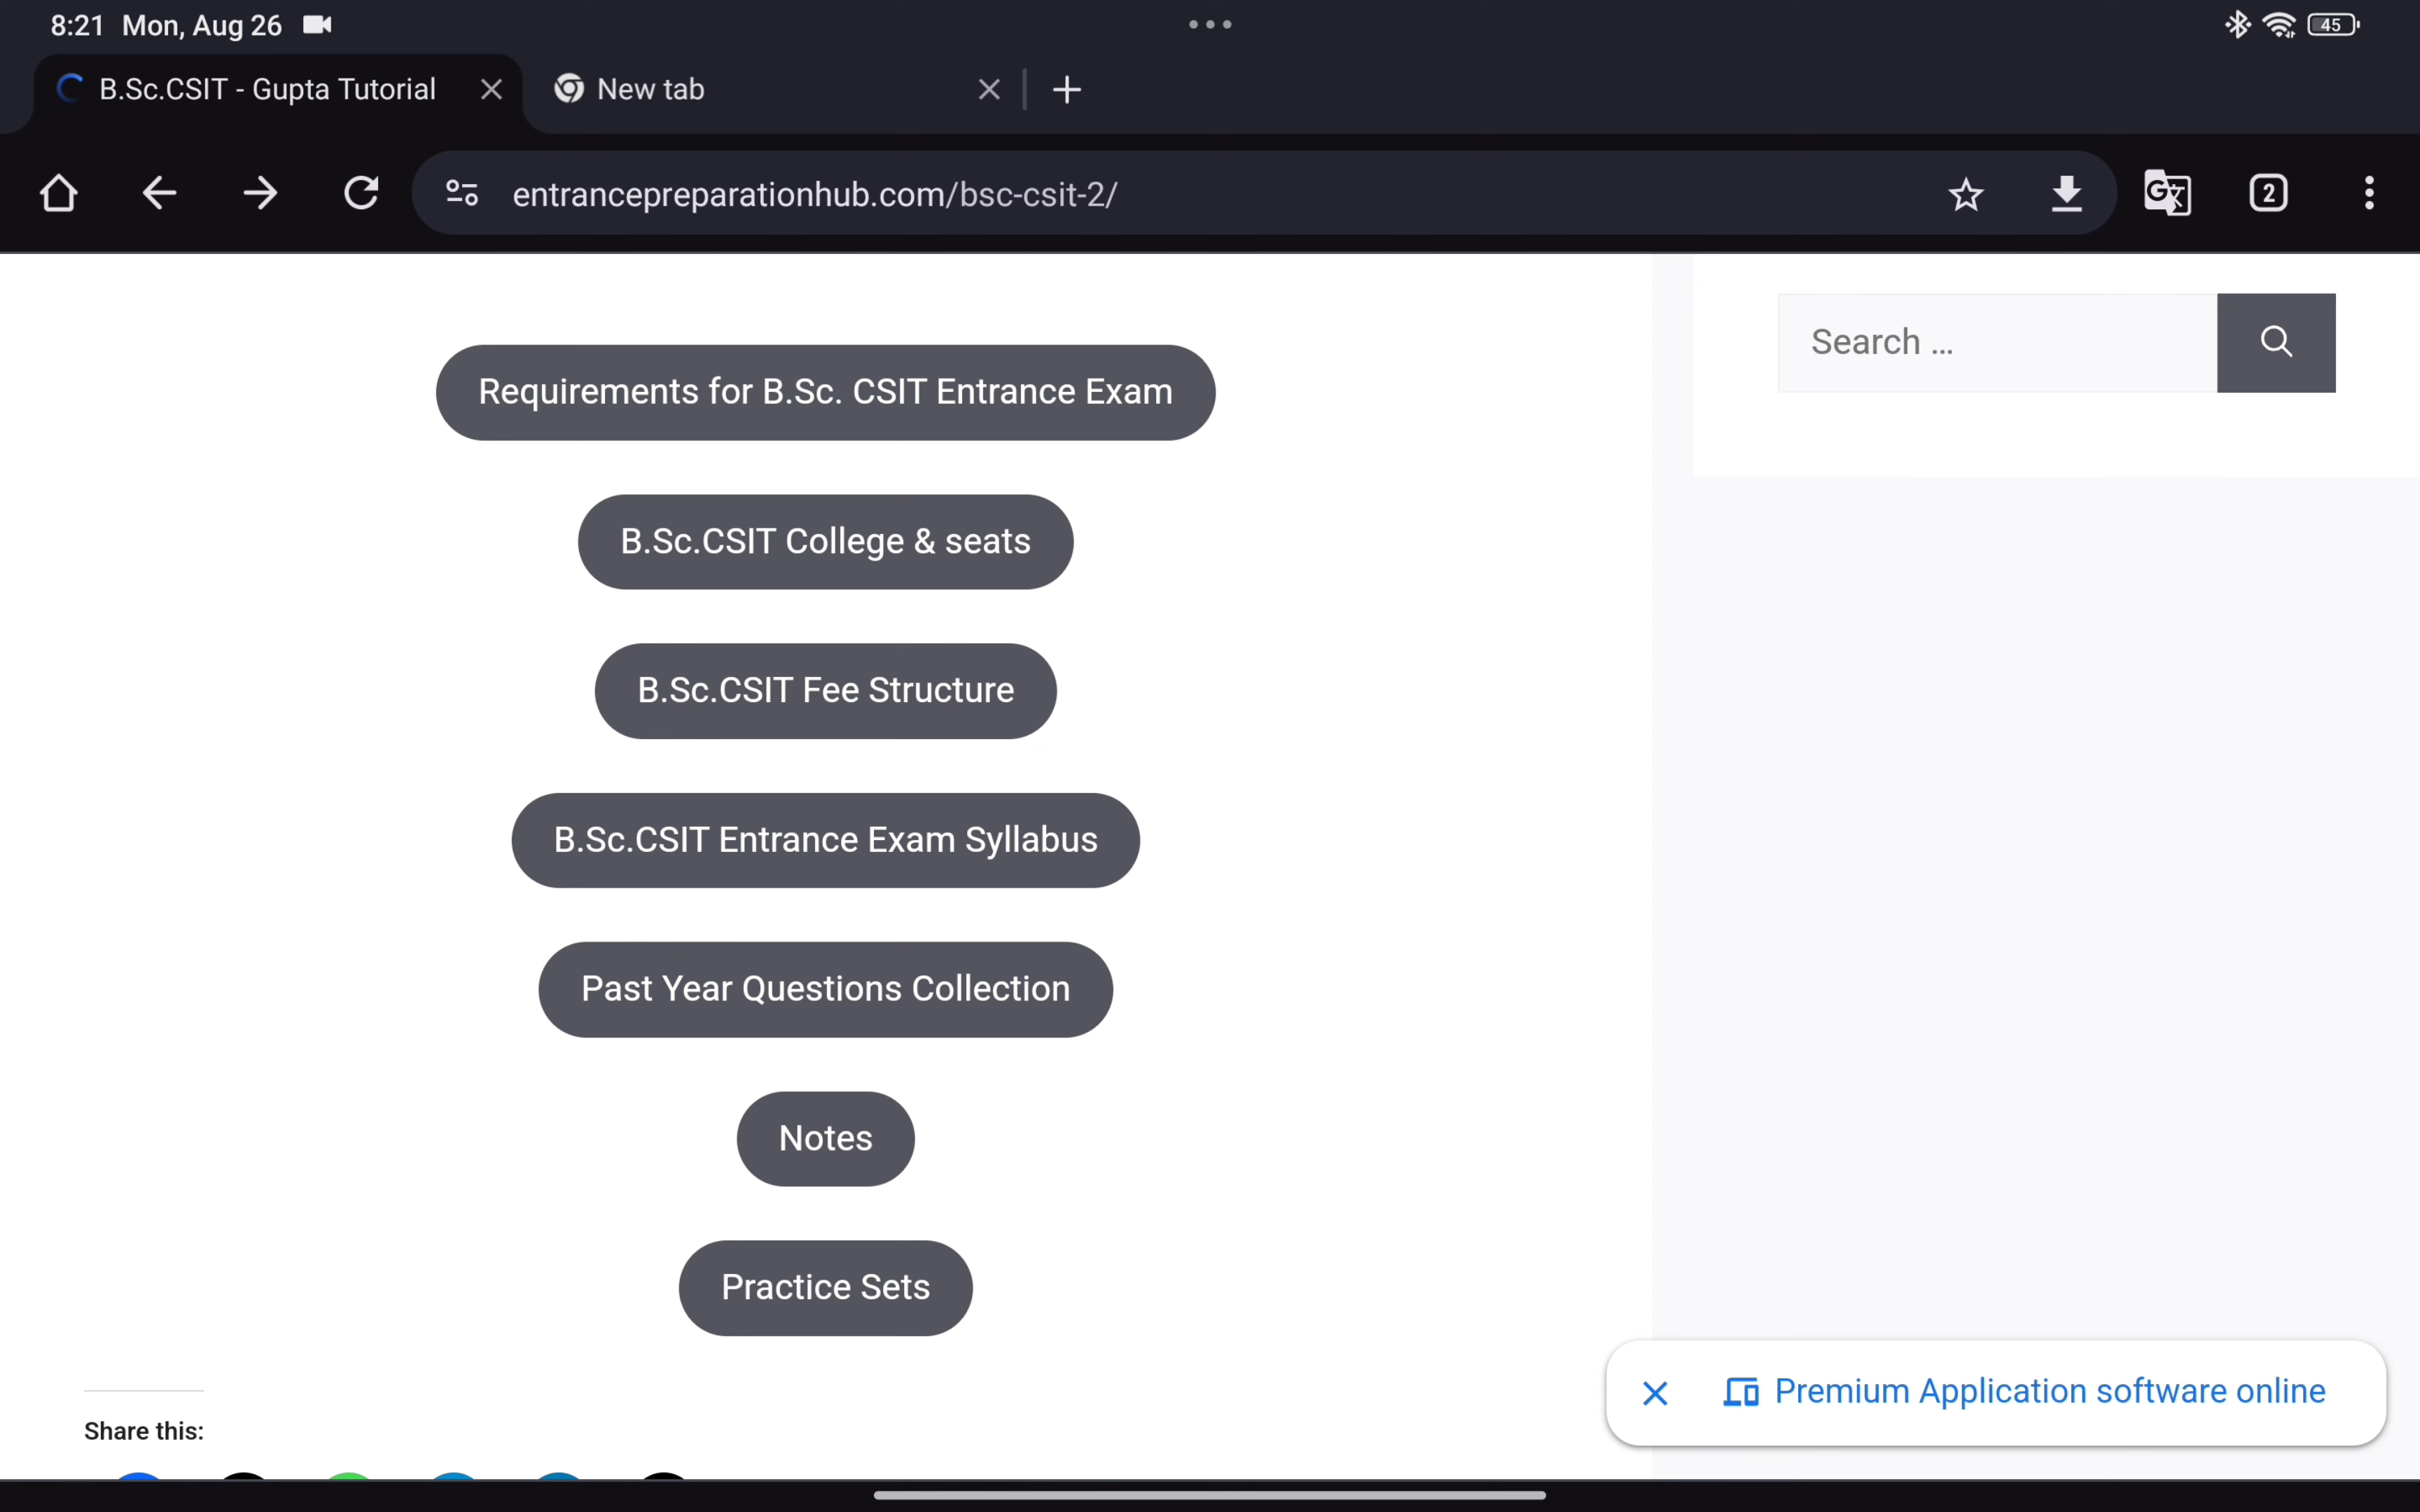 8:21 Mon, Aug 26
45
B.Sc.CSIT - Gupta Tutorial
New tab
entrancepreparationhub.com/bsc-csit-2/
2
Search ...
Requirements for B.Sc. CSIT Entrance Exam
B.Sc.CSIT College & seats
B.Sc.CSIT Fee Structure
B.Sc.CSIT Entrance Exam Syllabus
Past Year Questions Collection
Notes
Practice Sets
Premium Application software online
Share this: